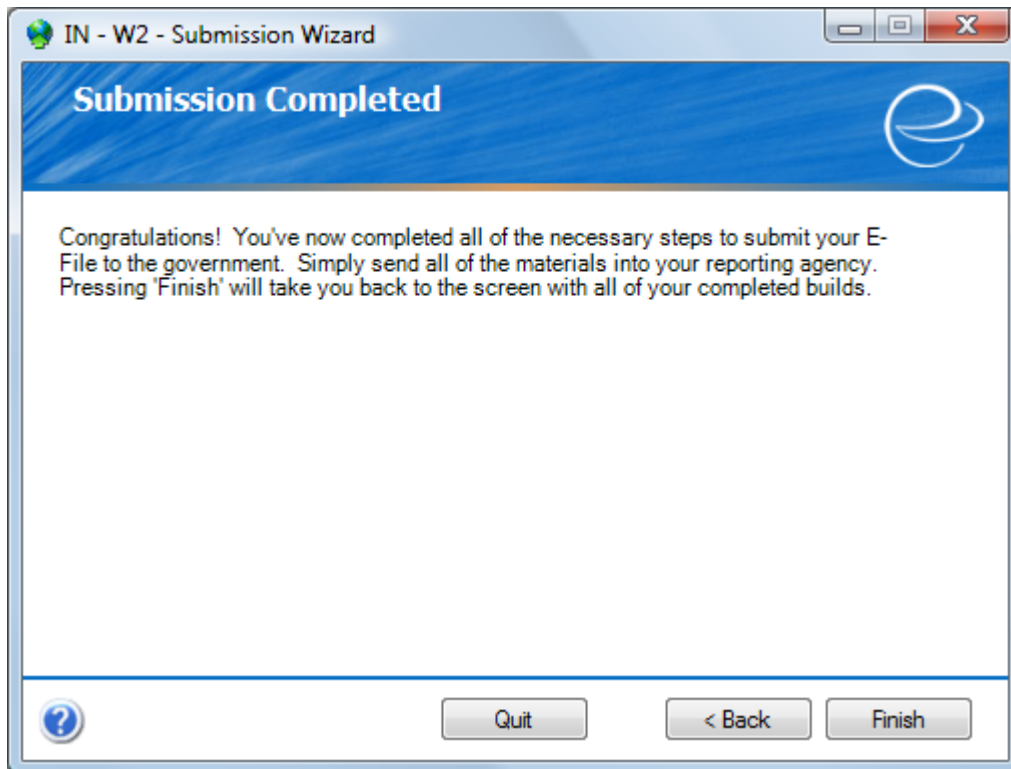 IN - W2 - Submission Wizard
Submission Completed
Congratulations!  You've now completed all of the necessary steps to submit your E-
File to the government.  Simply send all of the materials into your reporting agency.
Pressing 'Finish' will take you back to the screen with all of your completed builds.
Quit
< Back
Finish